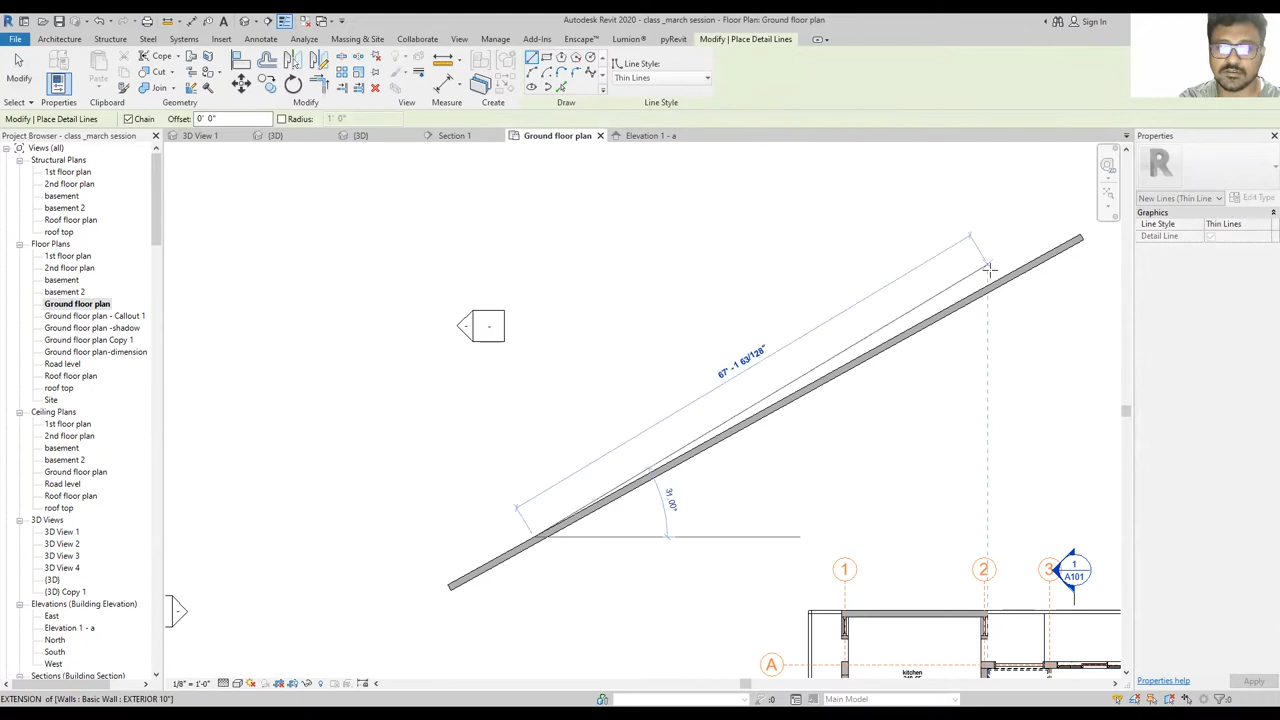 Autodesk Revit 2020 - class _march session - Floor Plan: Ground floor plan
Sign In
File Architecture Structure Steel Systems Insert Annotate Analyze Massing & Site Collaborate View Manage Add-Ins Enscape™ Lumion® pyRevit Modify | Place Detail Lines
Modify
Paste
Cope
Cut
Join
Line Style:
Thin Lines
Select Properties Clipboard Geometry Modify View Measure Create Draw Line Style
Modify | Place Detail Lines Chain Offset: 0' 0" Radius: 1' 0"
Project Browser - class _march session
3D View 1 {3D} {3D} Section 1 Ground floor plan Elevation 1 - a
Properties
Views (all)
Structural Plans
1st floor plan
2nd floor plan
basement
basement 2
Roof floor plan
roof top
Floor Plans
1st floor plan
2nd floor plan
basement
basement 2
Ground floor plan
Ground floor plan - Callout 1
Ground floor plan -shadow
Ground floor plan Copy 1
Ground floor plan-dimension
Road level
Roof floor plan
roof top
Site
Ceiling Plans
1st floor plan
2nd floor plan
basement
basement 2
Ground floor plan
Road level
Roof floor plan
roof top
3D Views
3D View 1
3D View 2
3D View 3
3D View 4
{3D}
{3D} Copy 1
Elevations (Building Elevation)
East
Elevation 1 - a
North
South
West
Sections (Building Section)
New Lines (Thin Line
Edit Type
Graphics
Line Style Thin Lines
Detail Line
67' -1 63/128"
31.00°
1 2 3
1
A101
A
kitchen
Properties help
Apply
1/8" = 1'-0"
EXTENSION of [Walls : Basic Wall : EXTERIOR 10"]
:0
Main Model
:0